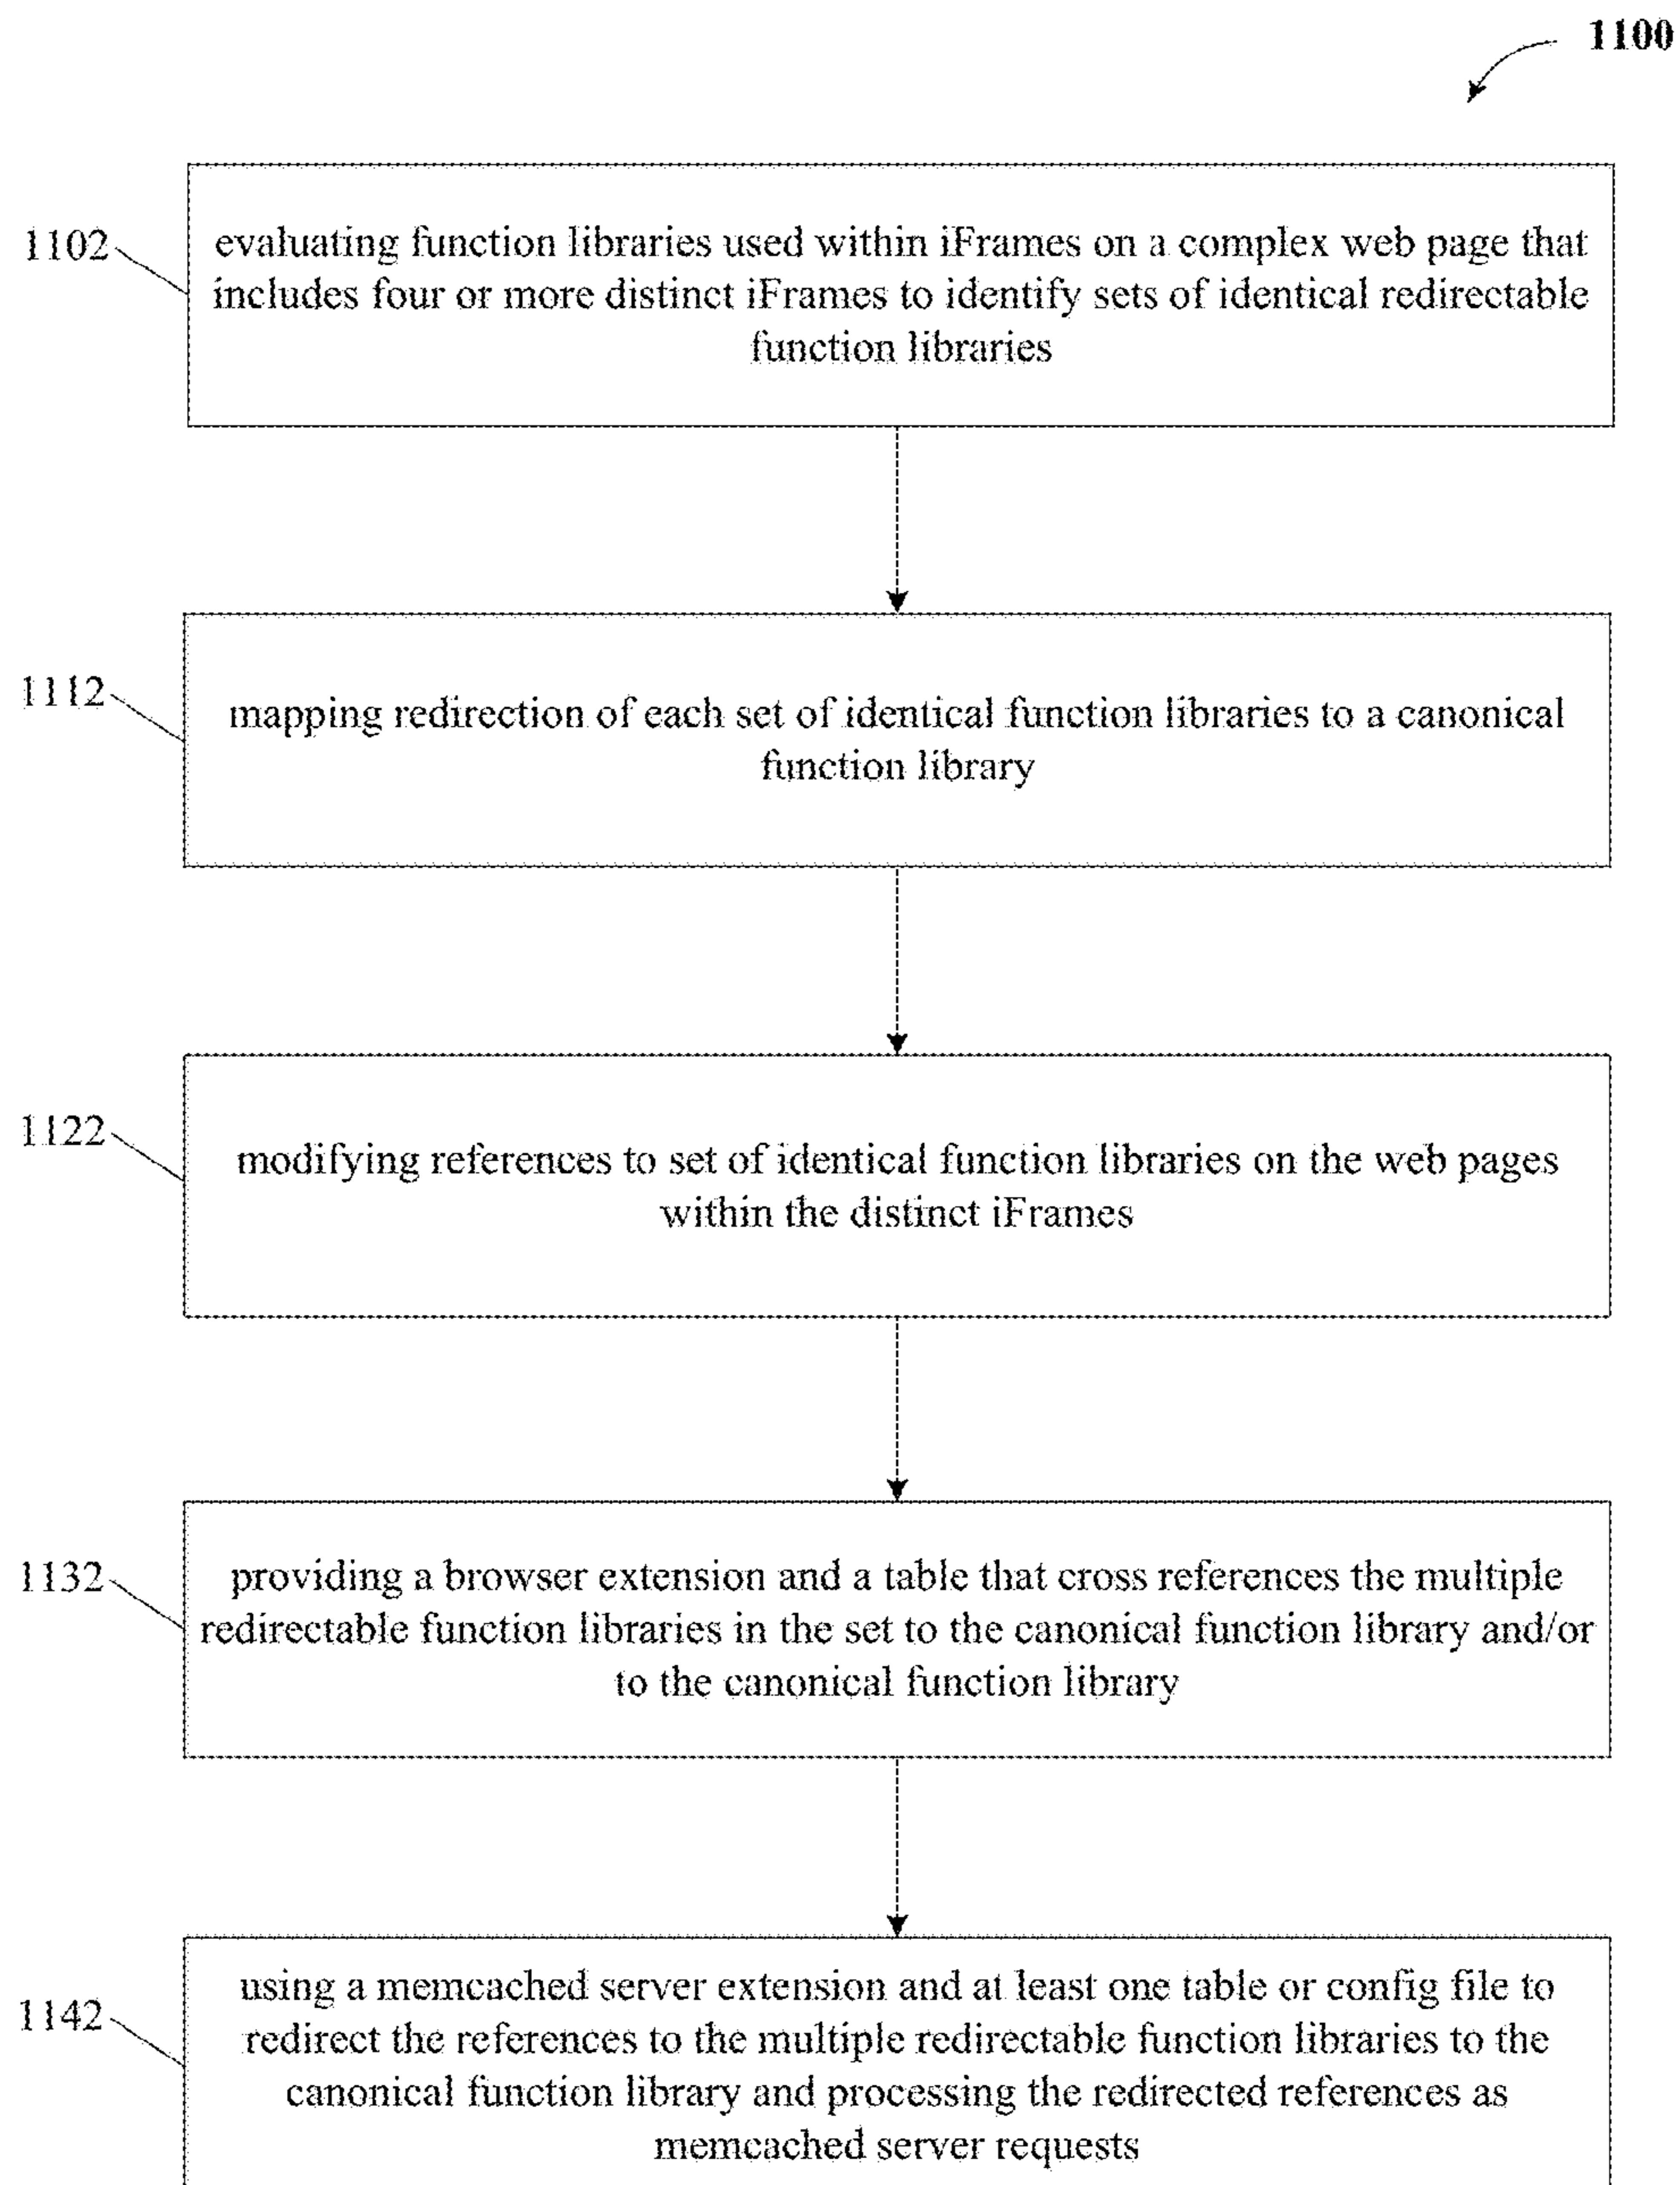 1100
1102
evaluating function libraries used within iFrames on a complex web page that
includes four or more distinct iFrames to identify sets of identical redirectable
function libraries
1112
mapping redirection of each set of identical function libraries to a canonical
function library
1122
modifying references to set of identical function libraries on the web pages
within the distinct iFrames
1132
providing a browser extension and a table that cross references the multiple
redirectable function libraries in the set to the canonical function library and/or
to the canonical function library
1142
using a memcached server extension and at least one table or config file to
redirect the references to the multiple redirectable function libraries to the
canonical function library and processing the redirected references as
memcached server requests